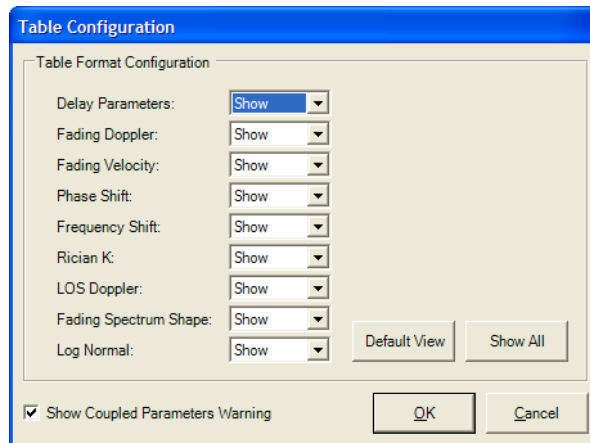 Table Configuration
Table Format Configuration
Delay Parameters: Show
Fading Doppler: Show
Fading Velocity: Show
Phase Shift: Show
Frequency Shift: Show
Rician K: Show
LOS Doppler: Show
Fading Spectrum Shape: Show
Log Normal: Show
Default View Show All
Show Coupled Parameters Warning
OK Cancel